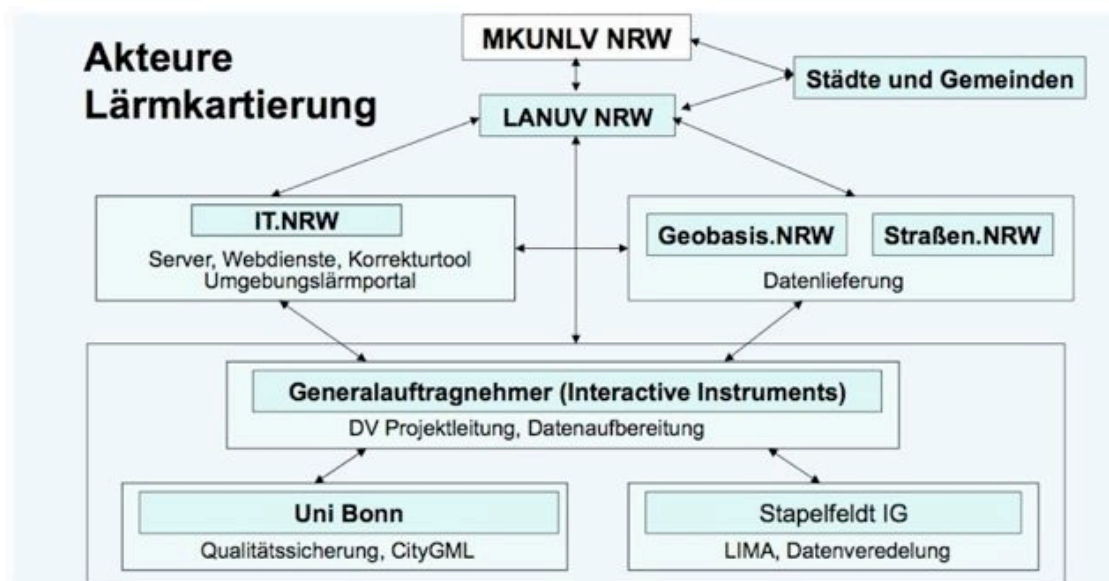 Akteure
Lärmkartierung
MKUNLV NRW
Städte und Gemeinden
LANUV NRW
IT.NRW
Server, Webdienste, Korrekturtool
Umgebungslärmportal
Geobasis.NRW
Straßen.NRW
Datenlieferung
Generalauftragnehmer (Interactive Instruments)
DV Projektleitung, Datenaufbereitung
Uni Bonn
Qualitätssicherung, CityGML
Stapelfeldt IG
LIMA, Datenveredelung